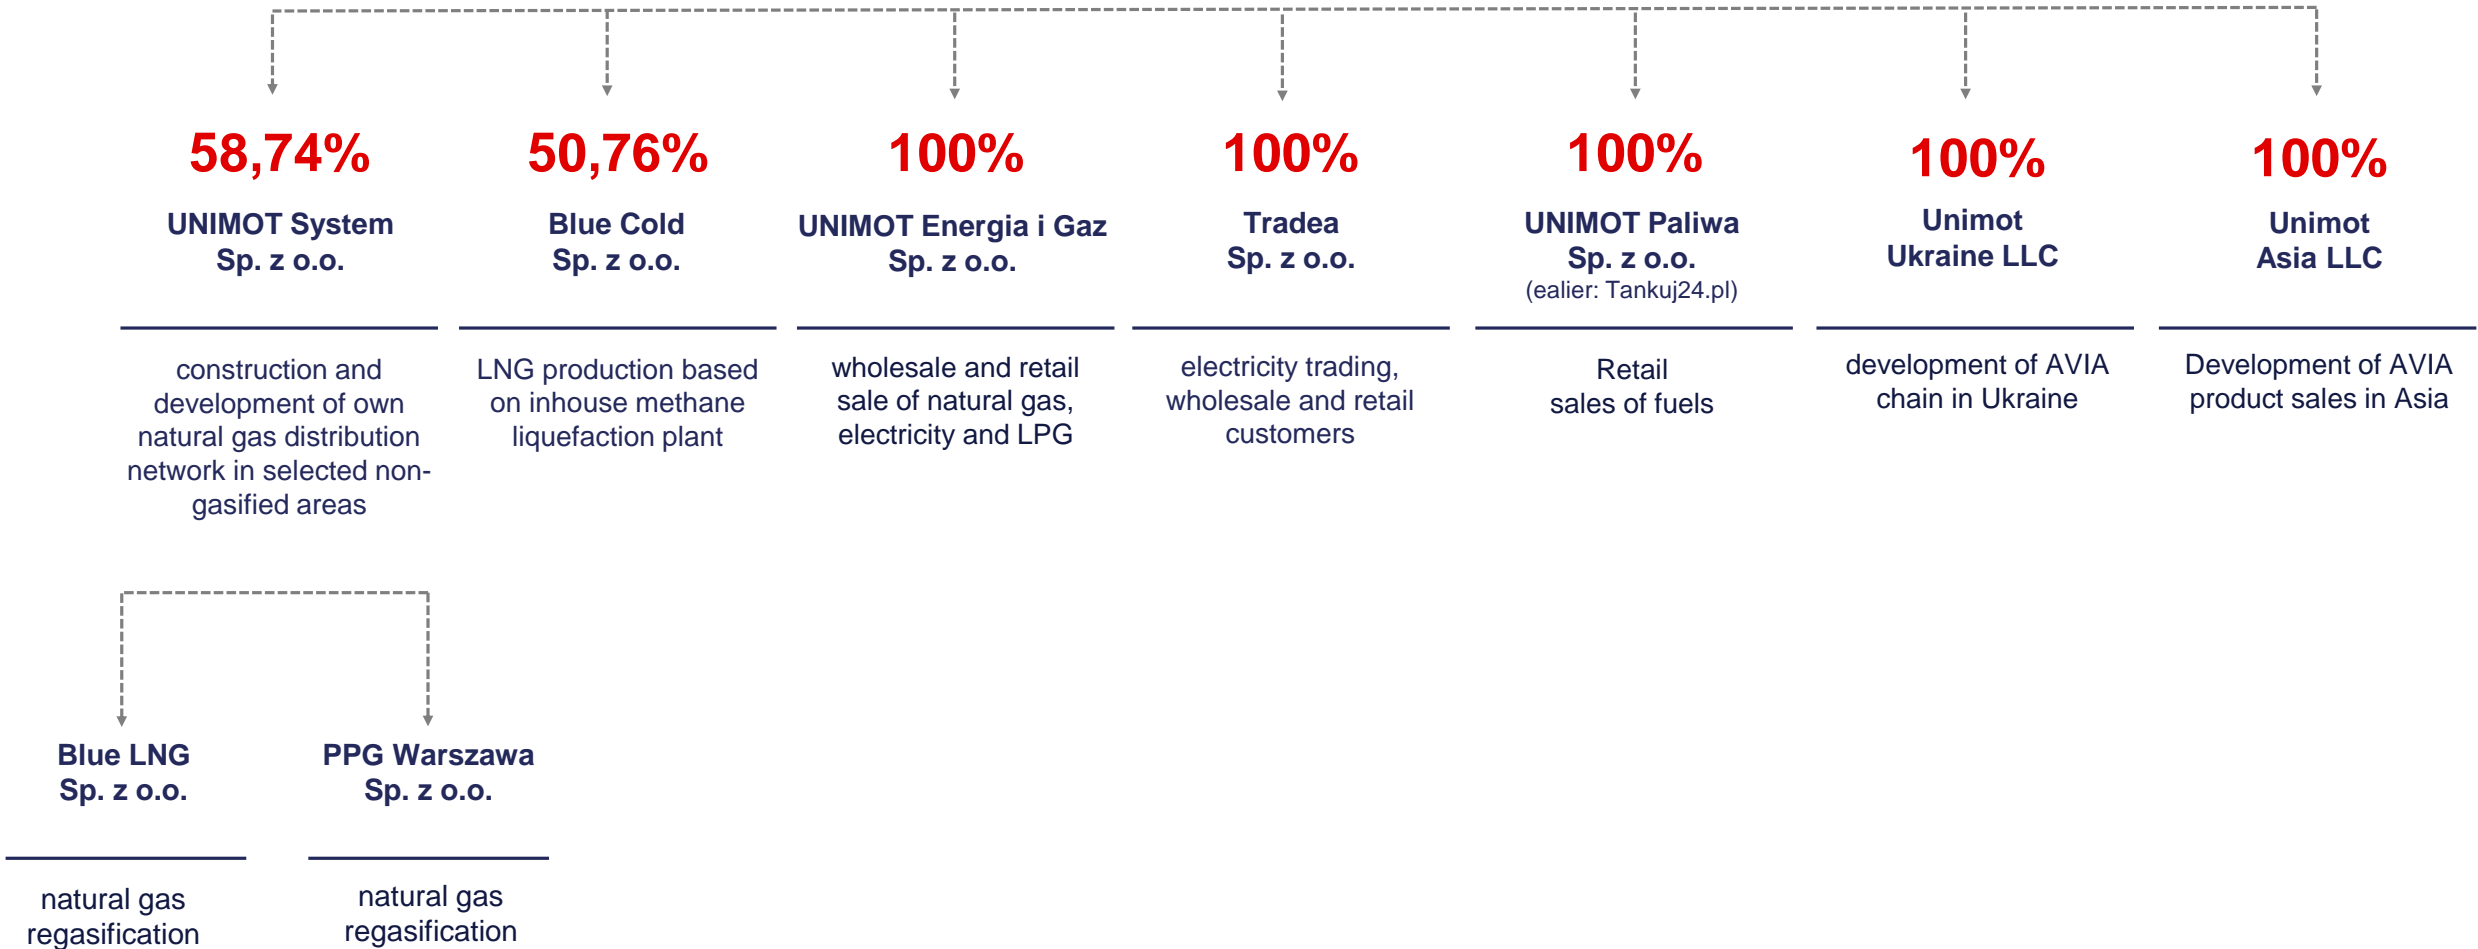 58,74%
UNIMOT System
Sp. z o.o.
construction and
development of own
natural gas distribution
network in selected non-
gasified areas
50,76%
Blue Cold
Sp. z o.o.
LNG production based
on inhouse methane
liquefaction plant
100%
UNIMOT Energia i Gaz
Sp. z o.o.
wholesale and retail
sale of natural gas,
electricity and LPG
100%
Tradea
Sp. z o.o.
electricity trading,
wholesale and retail
customers
100%
UNIMOT Paliwa
Sp. z o.o.
(ealier: Tankuj24.pl)
Retail
sales of fuels
100%
Unimot
Ukraine LLC
development of AVIA
chain in Ukraine
100%
Unimot
Asia LLC
Development of AVIA
product sales in Asia
Blue LNG
Sp. z o.o.
natural gas
regasification
PPG Warszawa
Sp. z o.o.
natural gas
regasification